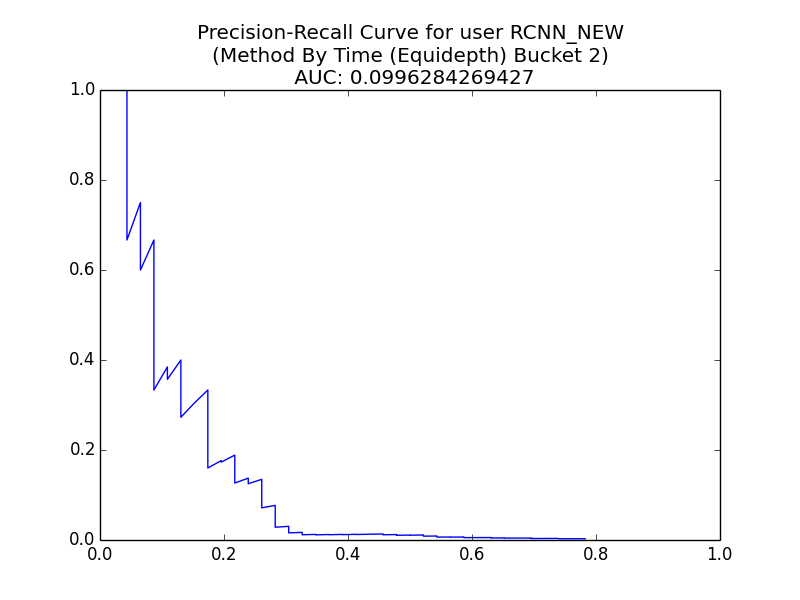 Precision-Recall Curve for user RCNN_NEW
(Method By Time (Equidepth) Bucket 2)
AUC: 0.0996284269427
1.0
0.8
0.6
0.4
0.2
0.0
0.0 0.2 0.4 0.6 0.8 1.0